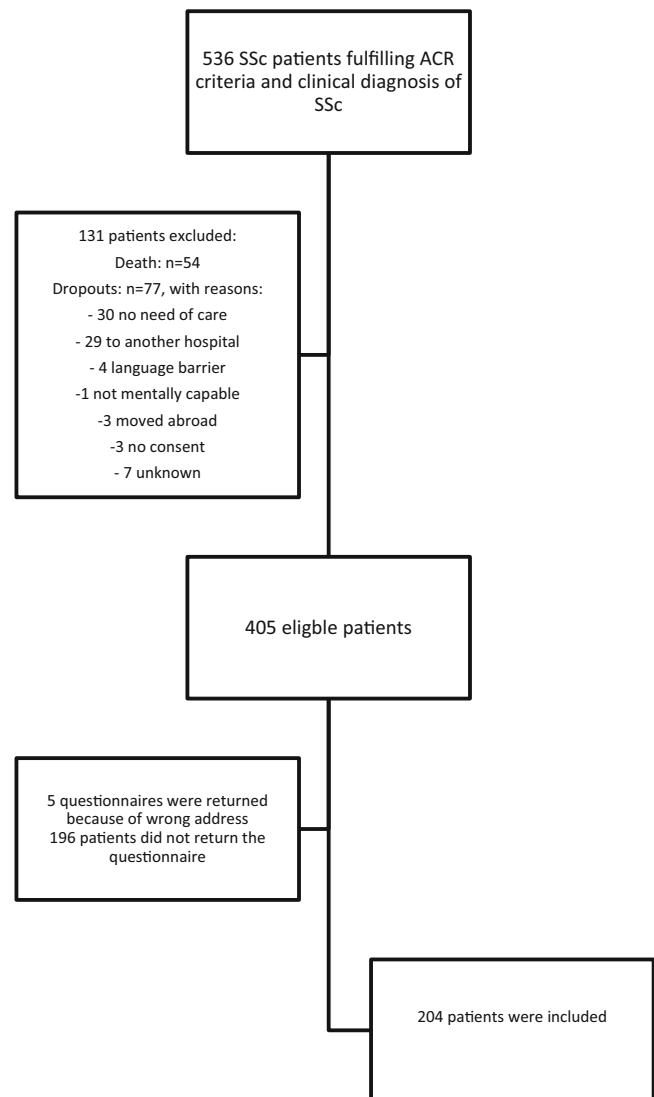 536 SSc patients fulfilling ACR
criteria and clinical diagnosis of
SSc
131 patients excluded:
Death: n=54
Dropouts: n=77, with reasons:
- 30 no need of care
- 29 to another hospital
- 4 language barrier
-1 not mentally capable
-3 moved abroad
-3 no consent
- 7 unknown
405 eligble patients
5 questionnaires were returned
because of wrong address
196 patients did not return the
questionnaire
204 patients were included